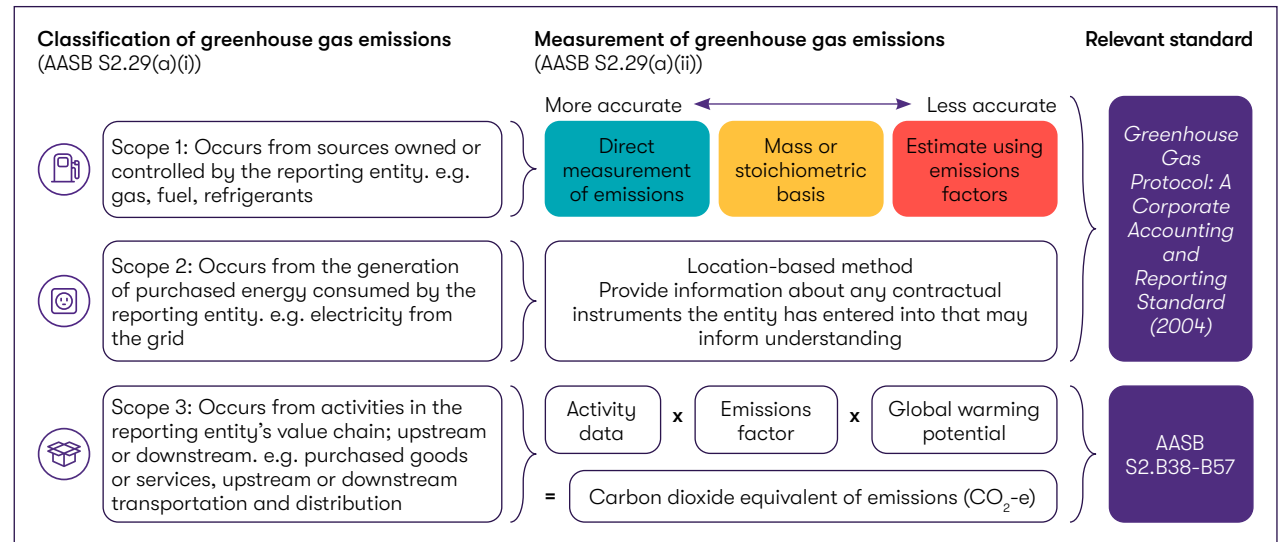 Classification of greenhouse gas emissions
(AASB S2.29(a)(i))
Measurement of greenhouse gas emissions
(AASB S2.29(a)(ii))
Relevant standard
More accurate
Less accurate
Scope 1: Occurs from sources owned or
controlled by the reporting entity. e.g.
gas, fuel, refrigerants
Direct
measurement
of emissions
Mass or
stoichiometric
basis
Estimate using
emissions
factors
Scope 2: Occurs from the generation
of purchased energy consumed by the
reporting entity. e.g. electricity from
the grid
Location-based method
Provide information about any contractual
instruments the entity has entered into that may
inform understanding
Greenhouse
Gas
Protocol: A
Corporate
Accounting
and
Reporting
Standard
(2004)
Scope 3: Occurs from activities in the
reporting entity's value chain; upstream
or downstream. e.g. purchased goods
or services, upstream or downstream
transportation and distribution
Activity
data
x
Emissions
factor
x
Global warming
potential
= Carbon dioxide equivalent of emissions (CO₂-e)
AASB
S2.B38-B57